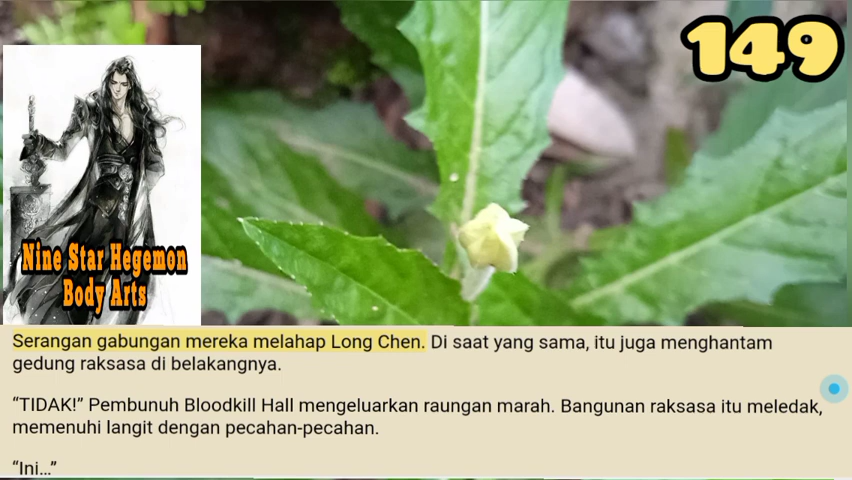 149
Nine Star Hegemon
Body Arts
Serangan gabungan mereka melahap Long Chen. Di saat yang sama, itu juga menghantam
gedung raksasa di belakangnya.
“TIDAK!” Pembunuh Bloodkill Hall mengeluarkan raungan marah. Bangunan raksasa itu meledak,
memenuhi langit dengan pecahan-pecahan.
“Ini…”